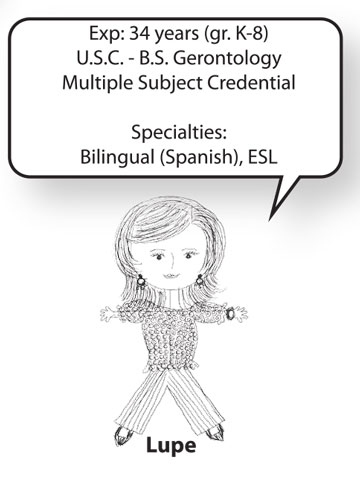 Exp: 34 years (gr. K-8)
U.S.C. - B.S. Gerontology
Multiple Subject Credential
Specialties:
Bilingual (Spanish), ESL
Lupe